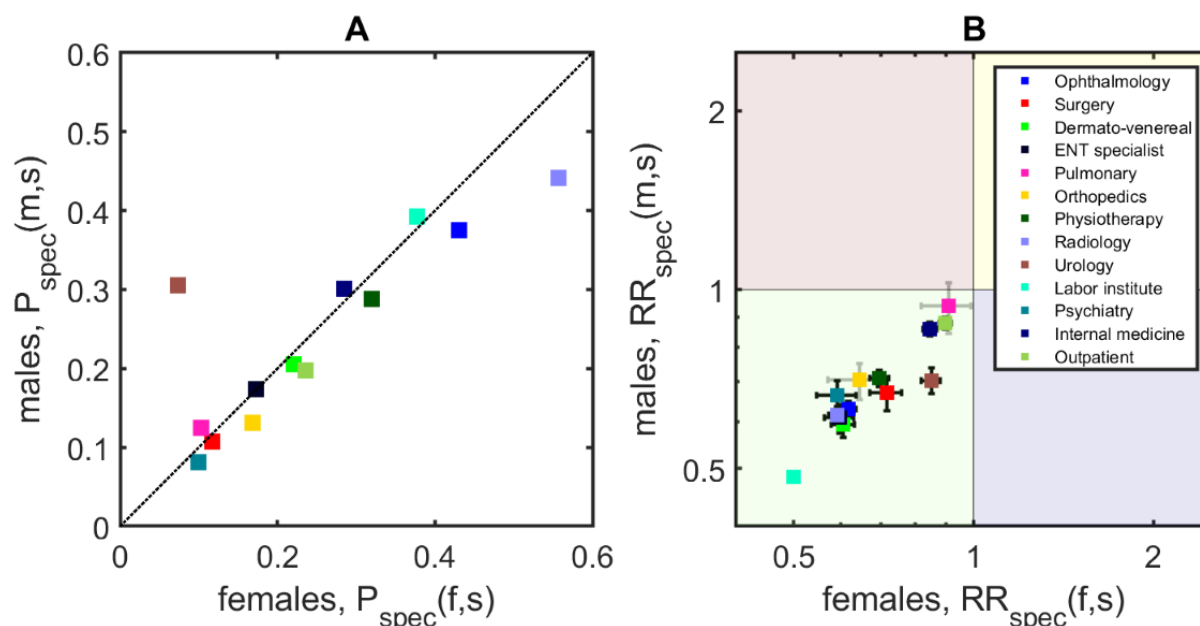 A
0.6
0.5
0.4
0.3
0.2
0.1
0
0
0.2
0.4
0.6
males, P_spec(m,s)
females, P_spec(f,s)
B
2
1
0.5
0.5
1
2
males, RR_spec(m,s)
females, RR_spec(f,s)
Ophthalmology
Surgery
Dermato-venereal
ENT specialist
Pulmonary
Orthopedics
Physiotherapy
Radiology
Urology
Labor institute
Psychiatry
Internal medicine
Outpatient